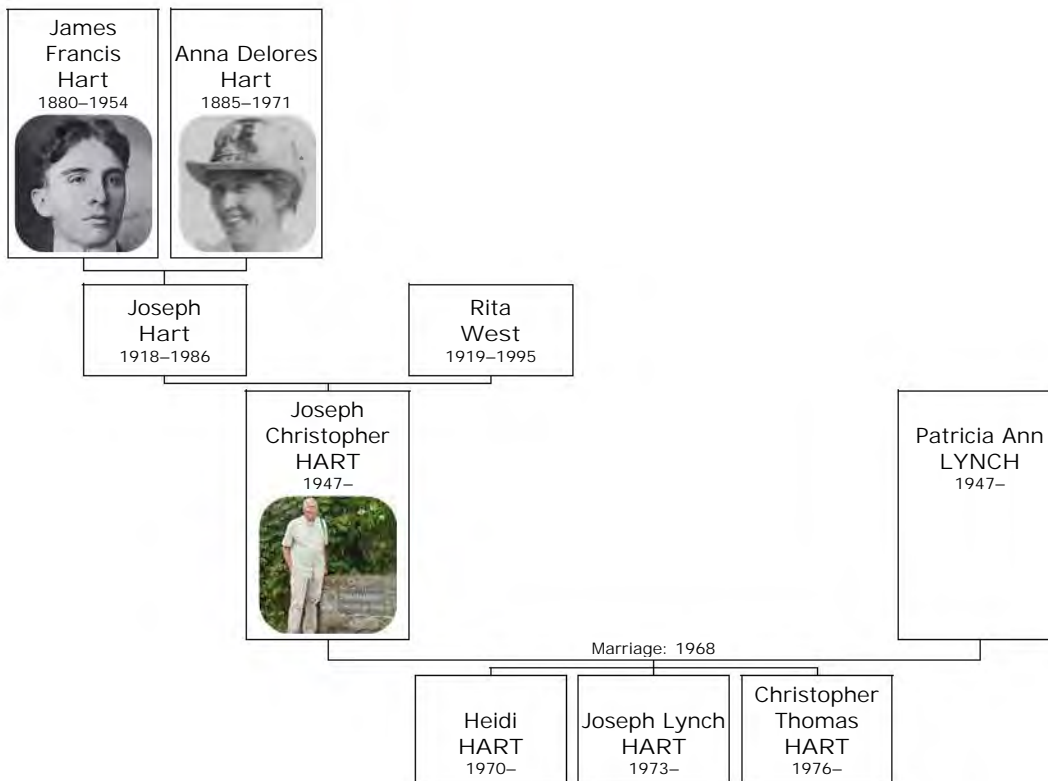 James
Francis
Hart
1880–1954
Anna Delores
Hart
1885–1971
Joseph
Hart
1918–1986
Rita
West
1919–1995
Joseph
Christopher
HART
1947–
Patricia Ann
LYNCH
1947–
Marriage: 1968
Heidi
HART
1970–
Joseph Lynch
HART
1973–
Christopher
Thomas
HART
1976–